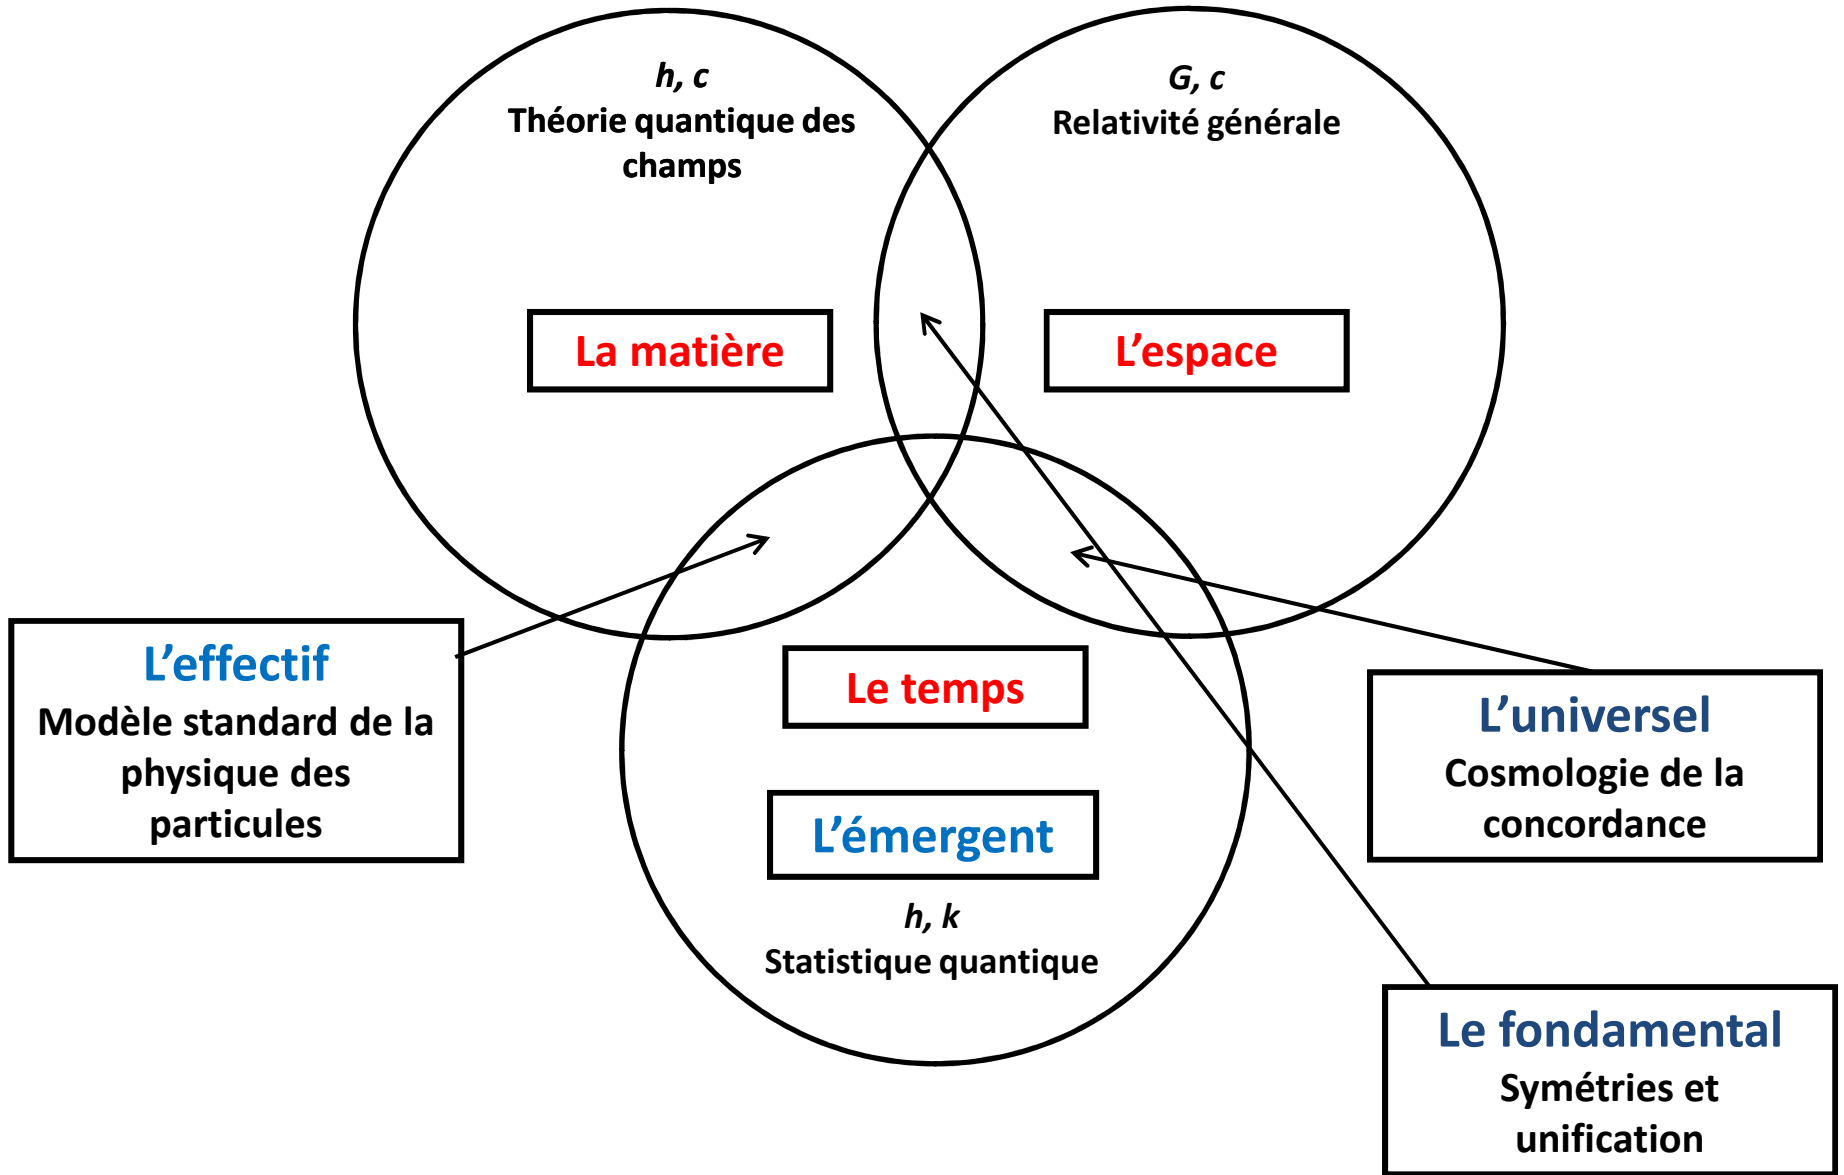 h, c
Théorie quantique des
champs
G, c
Relativité générale
La matière
L’espace
L’effectif
Modèle standard de la
physique des
particules
Le temps
L’émergent
h, k
Statistique quantique
L’universel
Cosmologie de la
concordance
Le fondamental
Symétries et
unification